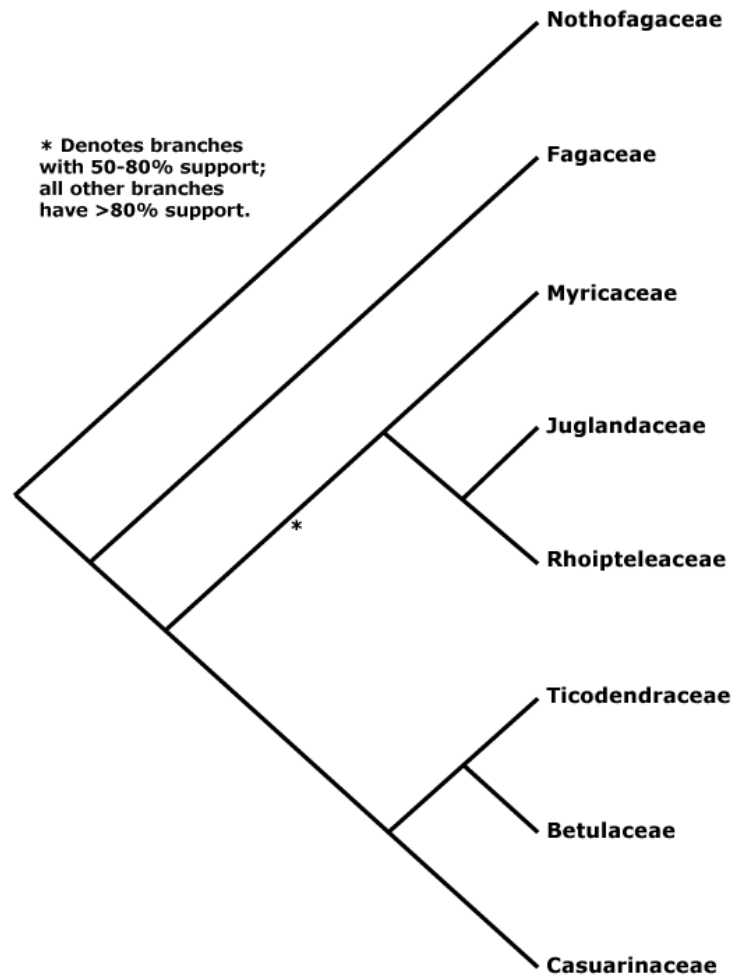 Nothofagaceae
* Denotes branches
with 50-80% support;
all other branches
have >80% support.
Fagaceae
Myricaceae
Juglandaceae
*
Rhoipteleaceae
Ticodendraceae
Betulaceae
Casuarinaceae